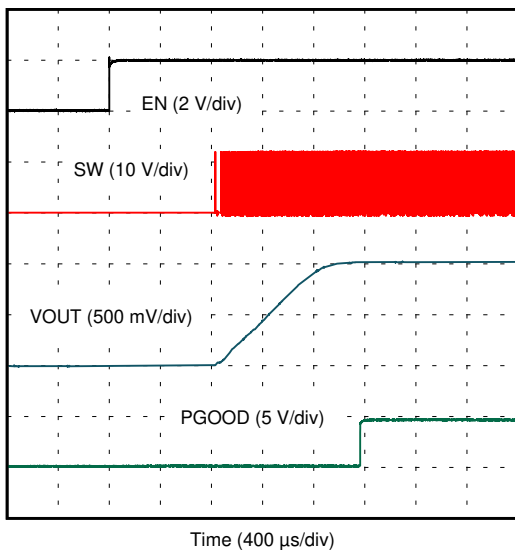 EN (2 V/div)
SW (10 V/div)
VOUT (500 mV/div)
PGOOD (5 V/div)
Time (400 µs/div)